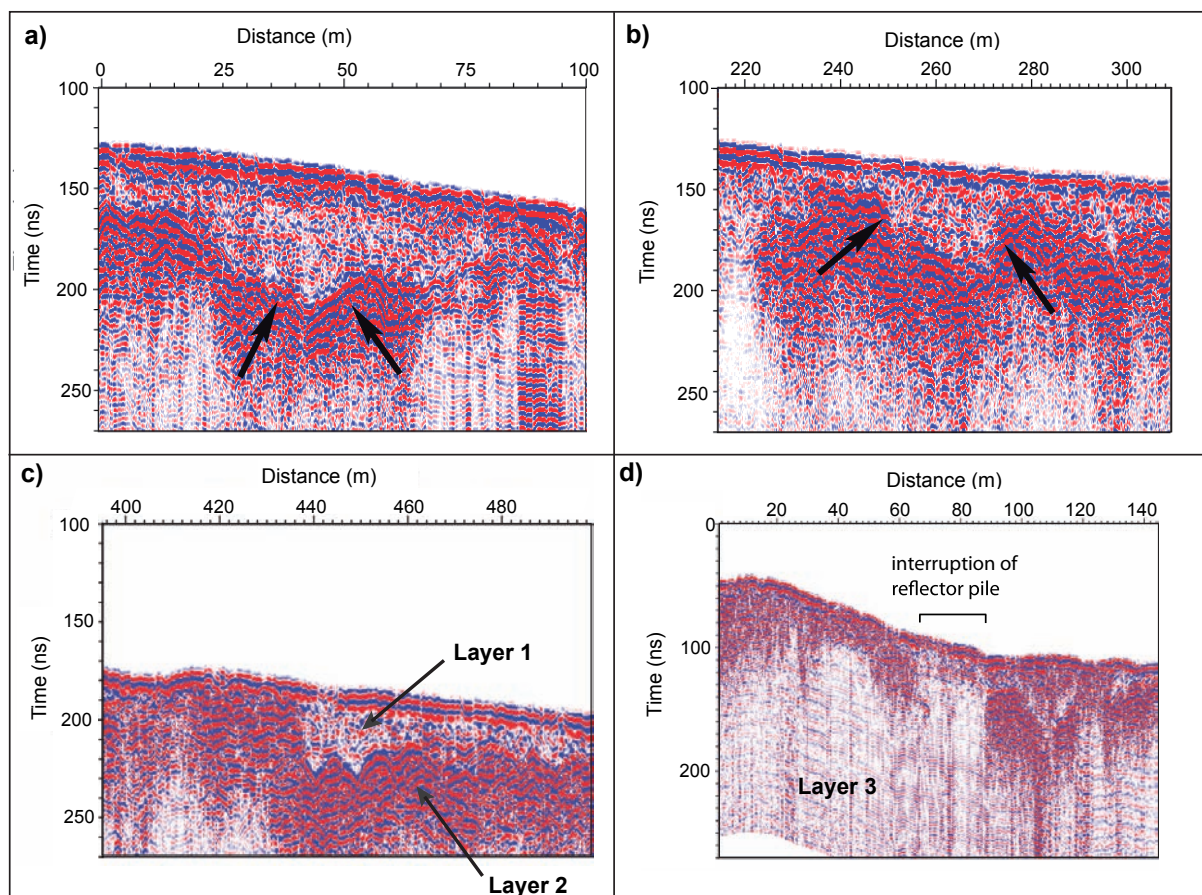 a)
Distance (m)
0 25 50 75 100
100
150
200
250
Time (ns)
b)
Distance (m)
220 240 260 280 300
100
150
200
250
Time (ns)
c)
Distance (m)
400 420 440 460 480
100
150
200
250
Time (ns)
Layer 1
Layer 2
d)
Distance (m)
20 40 60 80 100 120 140
0
100
200
Time (ns)
interruption of
reflector pile
Layer 3